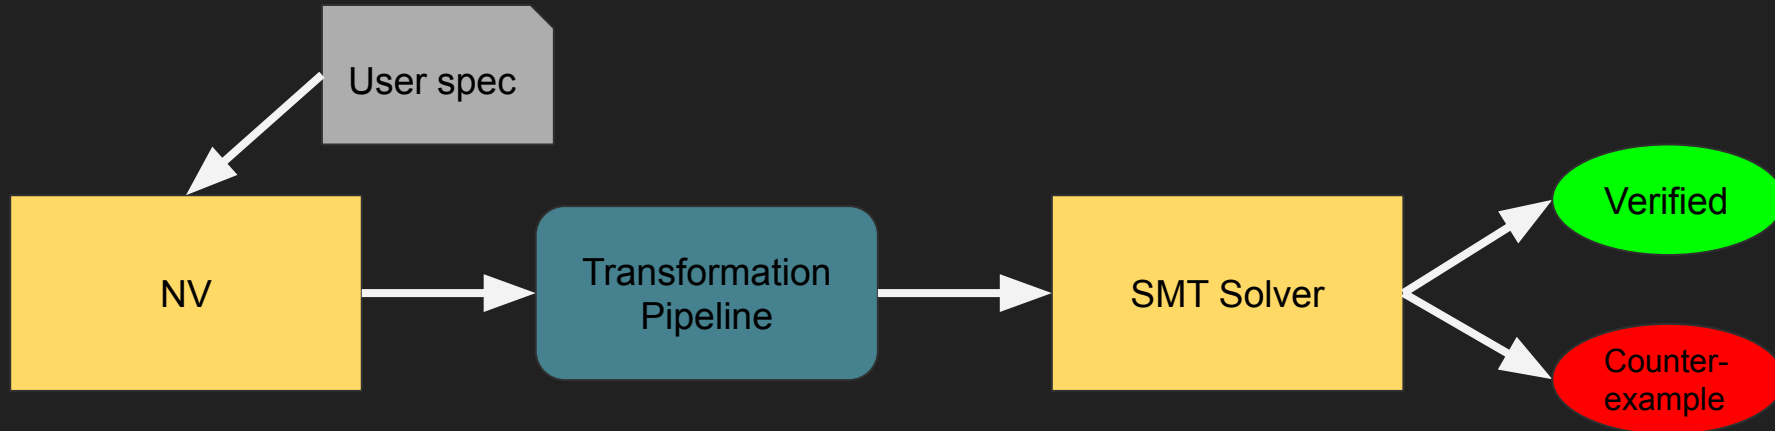 User spec
NV
Transformation
Pipeline
SMT Solver
Verified
Counter-
example